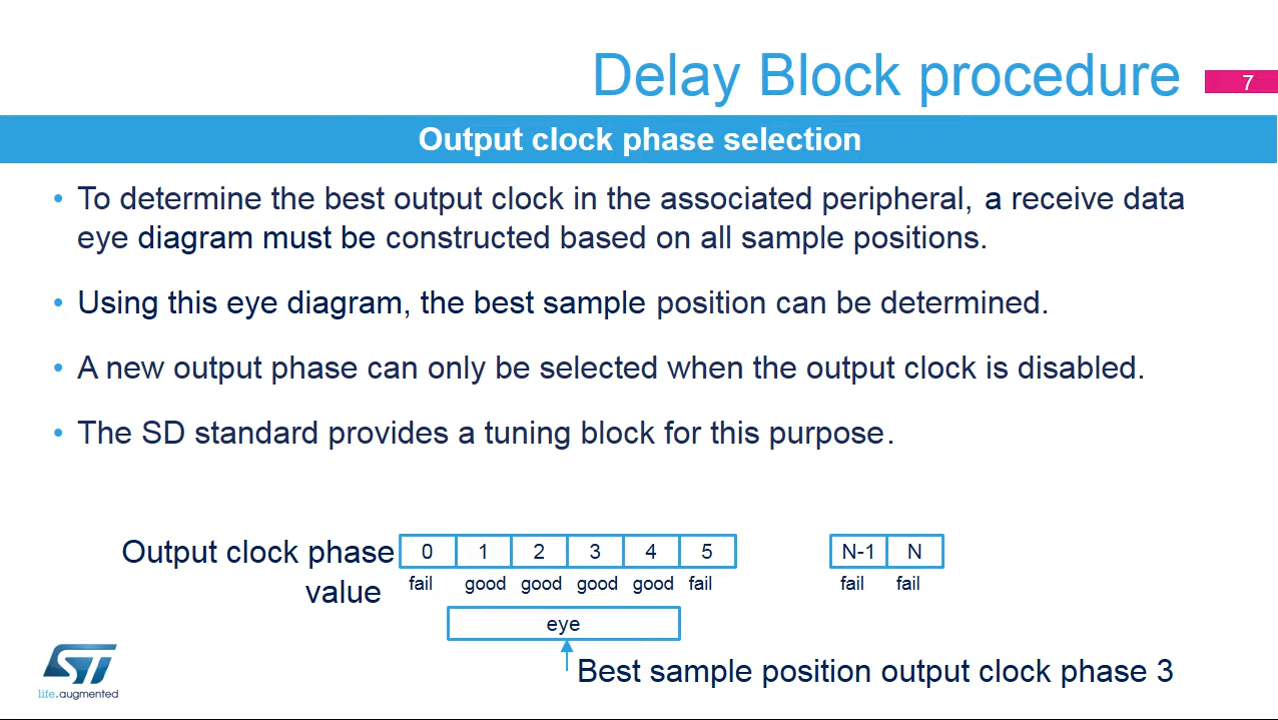 Delay Block procedure
7
Output clock phase selection
• To determine the best output clock in the associated peripheral, a receive data
eye diagram must be constructed based on all sample positions.
• Using this eye diagram, the best sample position can be determined.
• A new output phase can only be selected when the output clock is disabled.
• The SD standard provides a tuning block for this purpose.
Output clock phase 0 1 2 3 4 5 N-1 N
value fail good good good good fail fail fail
eye
Best sample position output clock phase 3
ST
life.augmented